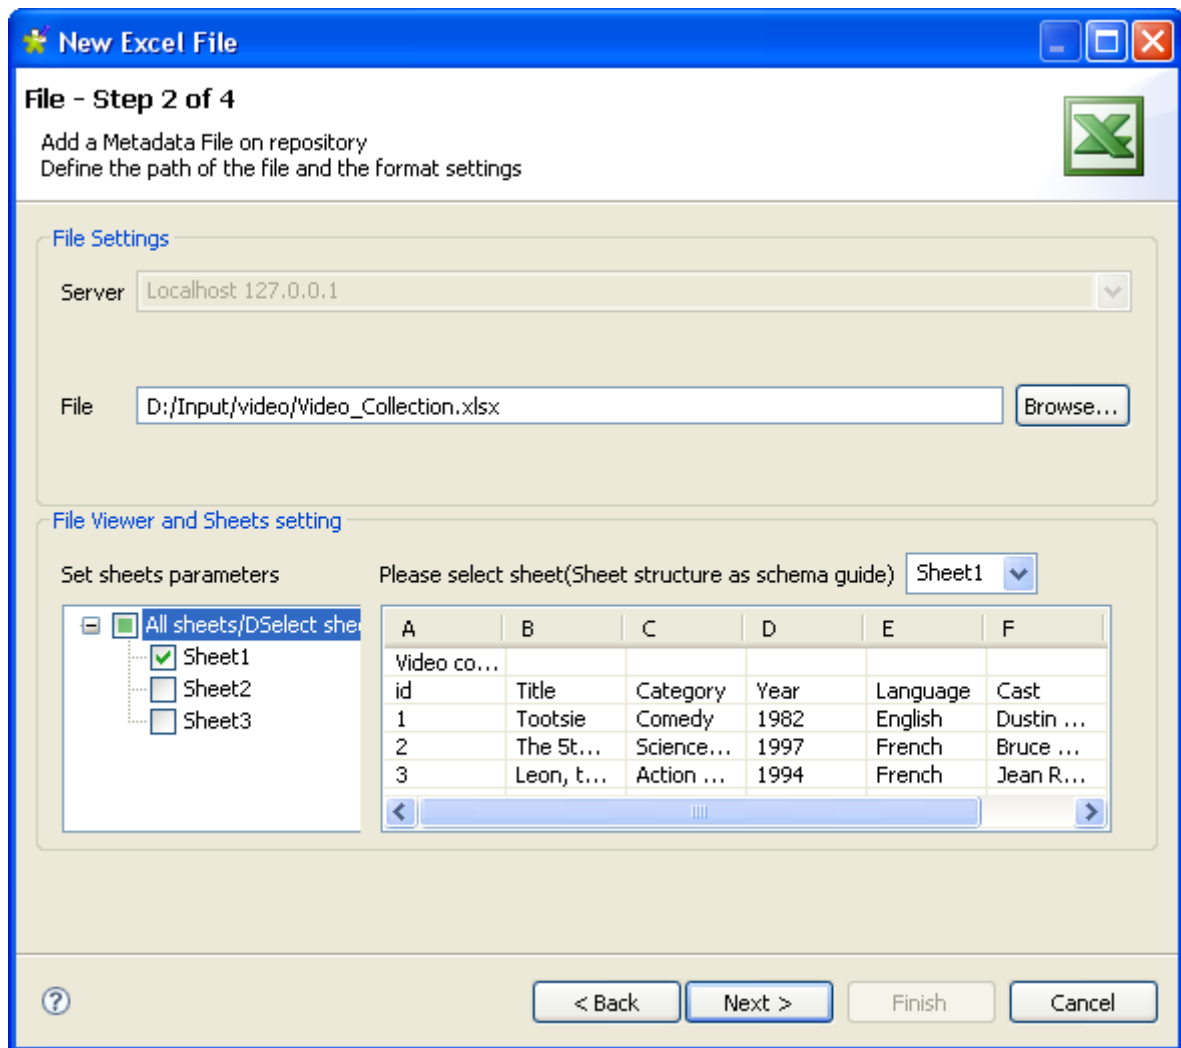 New Excel File
File - Step 2 of 4
Add a Metadata File on repository
Define the path of the file and the format settings
File Settings
Server Localhost 127.0.0.1
File D:/Input/video/Video_Collection.xlsx Browse...
File Viewer and Sheets setting
Set sheets parameters Please select sheet(Sheet structure as schema guide) Sheet1
All sheets/DSelect shee
Sheet1
Sheet2
Sheet3
A B C D E F
Video co...
id Title Category Year Language Cast
1 Tootsie Comedy 1982 English Dustin ...
2 The 5t... Science... 1997 French Bruce ...
3 Leon, t... Action ... 1994 French Jean R...
< Back Next > Finish Cancel